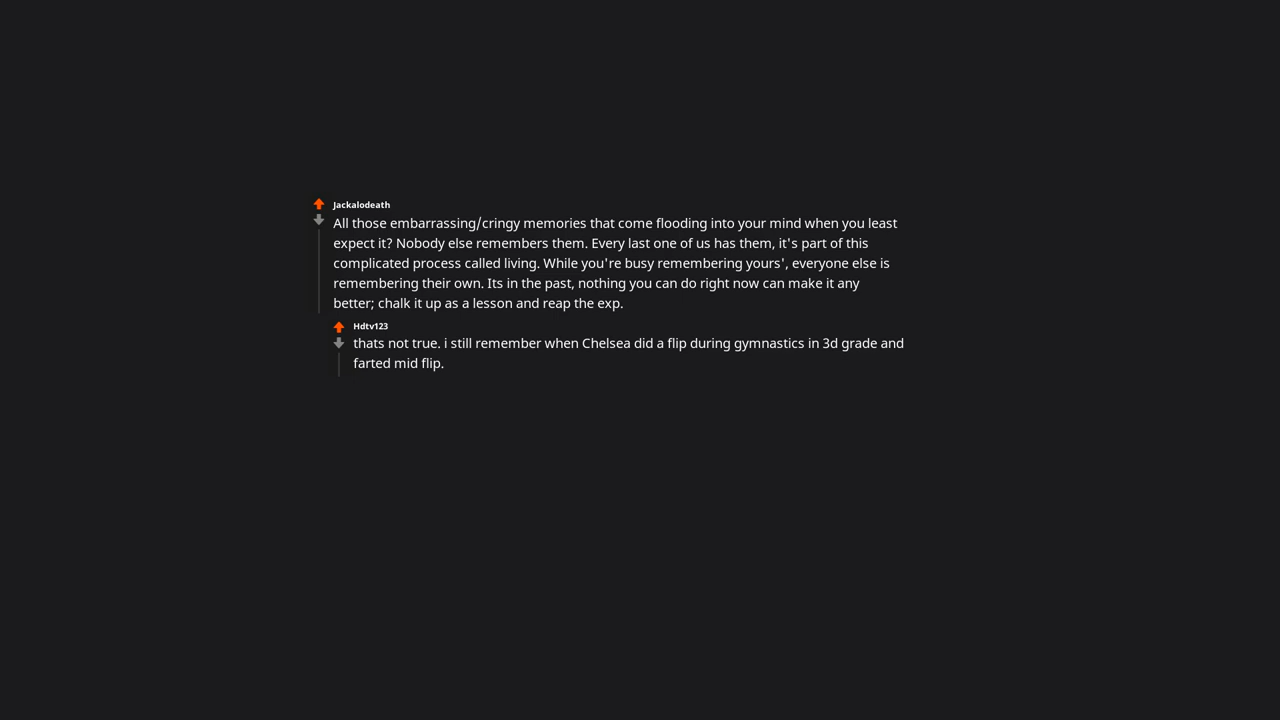 Jackalodeath
All those embarrassing/cringy memories that come flooding into your mind when you least
expect it? Nobody else remembers them. Every last one of us has them, it's part of this
complicated process called living. While you're busy remembering yours', everyone else is
remembering their own. Its in the past, nothing you can do right now can make it any
better; chalk it up as a lesson and reap the exp.
Hdtv123
thats not true. i still remember when Chelsea did a flip during gymnastics in 3d grade and
farted mid flip.